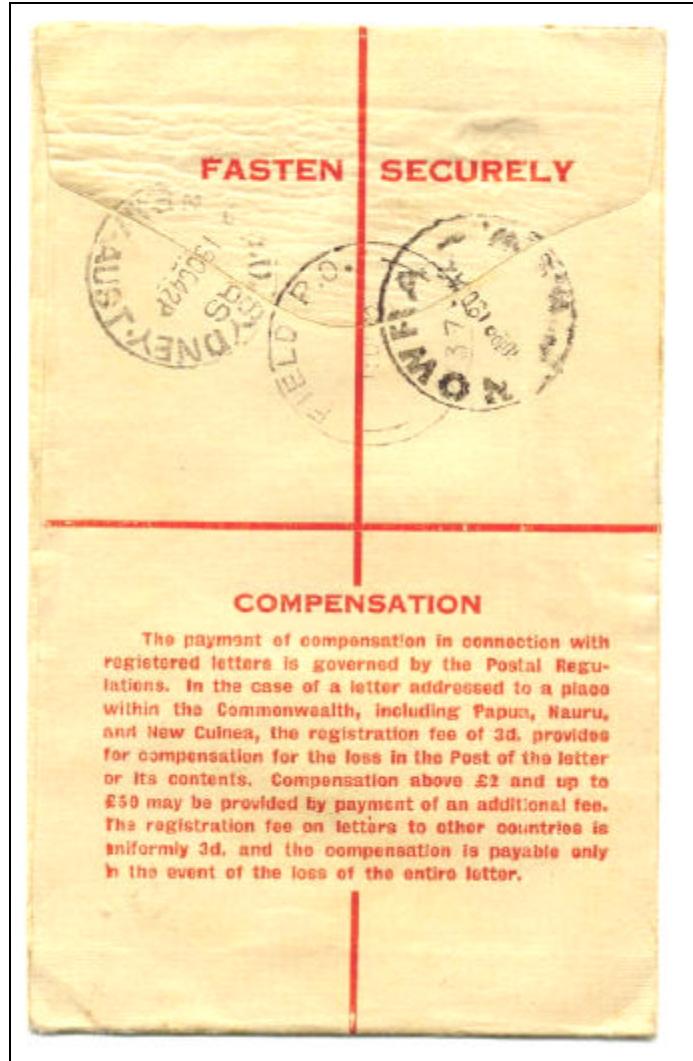 FASTEN SECURELY
SYDNEY
AUST.
19OC42P
FIELD P.O.
37
NOWRA
COMPENSATION
The payment of compensation in connection with
registered letters is governed by the Postal Regu-
lations. In the case of a letter addressed to a place
within the Commonwealth, including Papua, Nauru,
and New Guinea, the registration fee of 3d. provides
for compensation for the loss in the Post of the letter
or its contents. Compensation above £2 and up to
£50 may be provided by payment of an additional fee.
The registration fee on letters to other countries is
uniformly 3d. and the compensation is payable only
in the event of the loss of the entire letter.